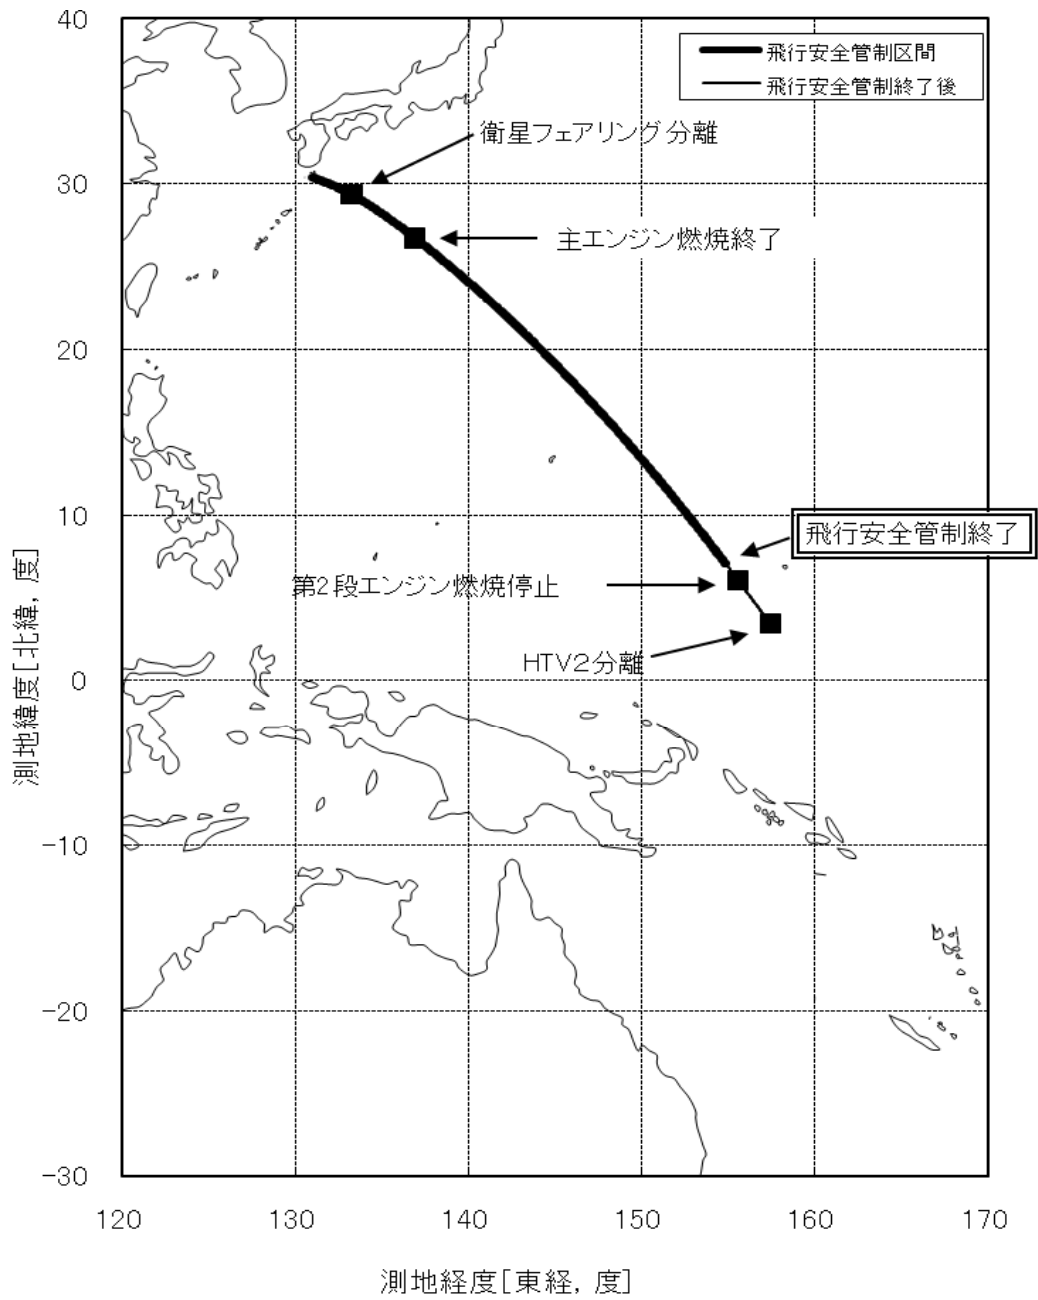 40
飛行安全管制区間
飛行安全管制終了後
衛星フェアリング分離
30
主エンジン燃焼終了
20
10
飛行安全管制終了
第2段エンジン燃焼停止
HTV2分離
0
測地緯度[北緯, 度]
-10
-20
-30
120 130 140 150 160 170
測地経度[東経, 度]